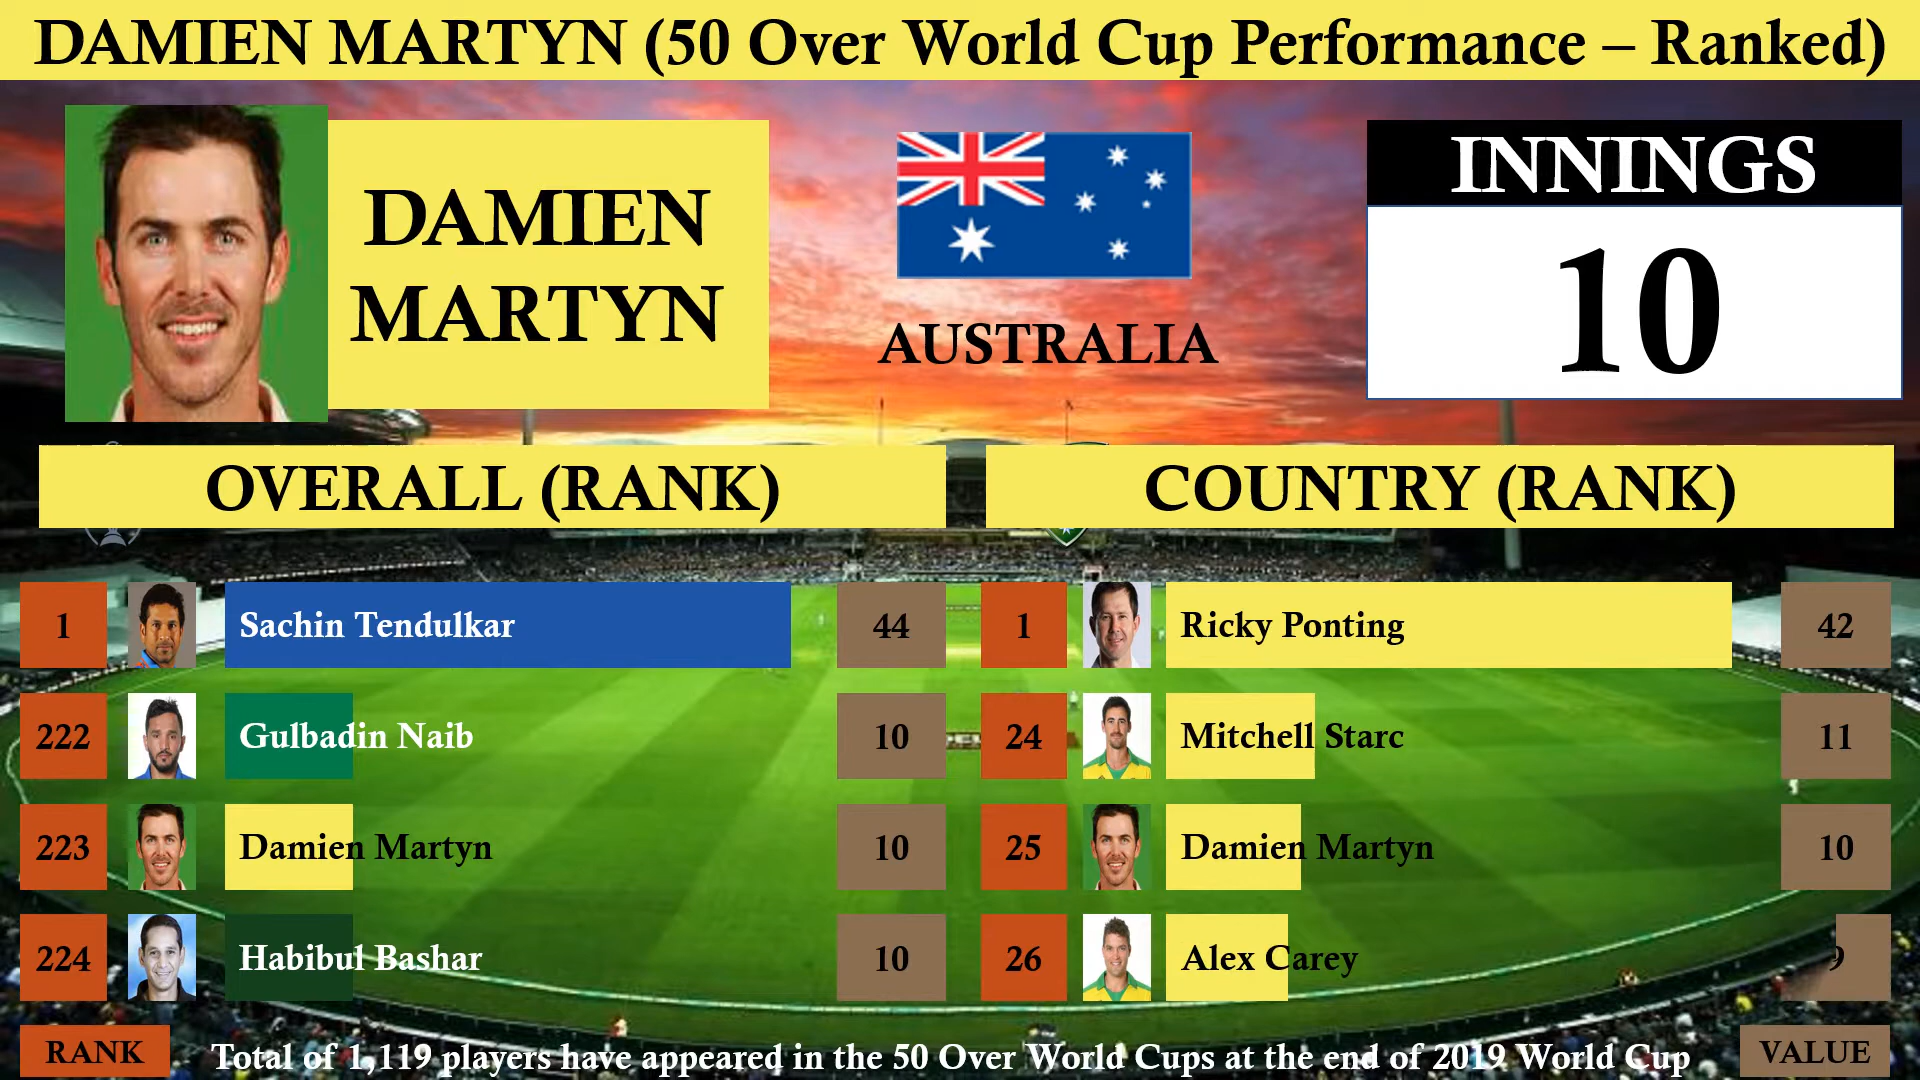 DAMIEN MARTYN (50 Over World Cup Performance – Ranked)
DAMIEN
MARTYN
AUSTRALIA
INNINGS
10
OVERALL (RANK)
1 Sachin Tendulkar 44
222 Gulbadin Naib 10
223 Damien Martyn 10
224 Habibul Bashar 10
COUNTRY (RANK)
1 Ricky Ponting 42
24 Mitchell Starc 11
25 Damien Martyn 10
26 Alex Carey 9
RANK
Total of 1,119 players have appeared in the 50 Over World Cups at the end of 2019 World Cup
VALUE